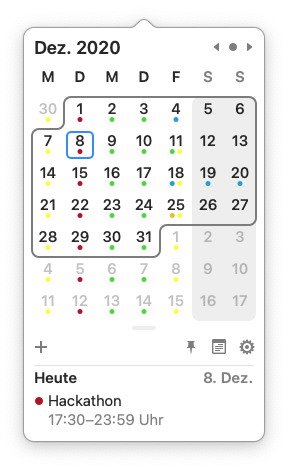 Dez. 2020
M D M D F S S
30 1 2 3 4 5 6
7 8 9 10 11 12 13
14 15 16 17 18 19 20
21 22 23 24 25 26 27
28 29 30 31 1 2 3
4 5 6 7 8 9 10
11 12 13 14 15 16 17
Heute 8. Dez.
Hackathon
17:30–23:59 Uhr